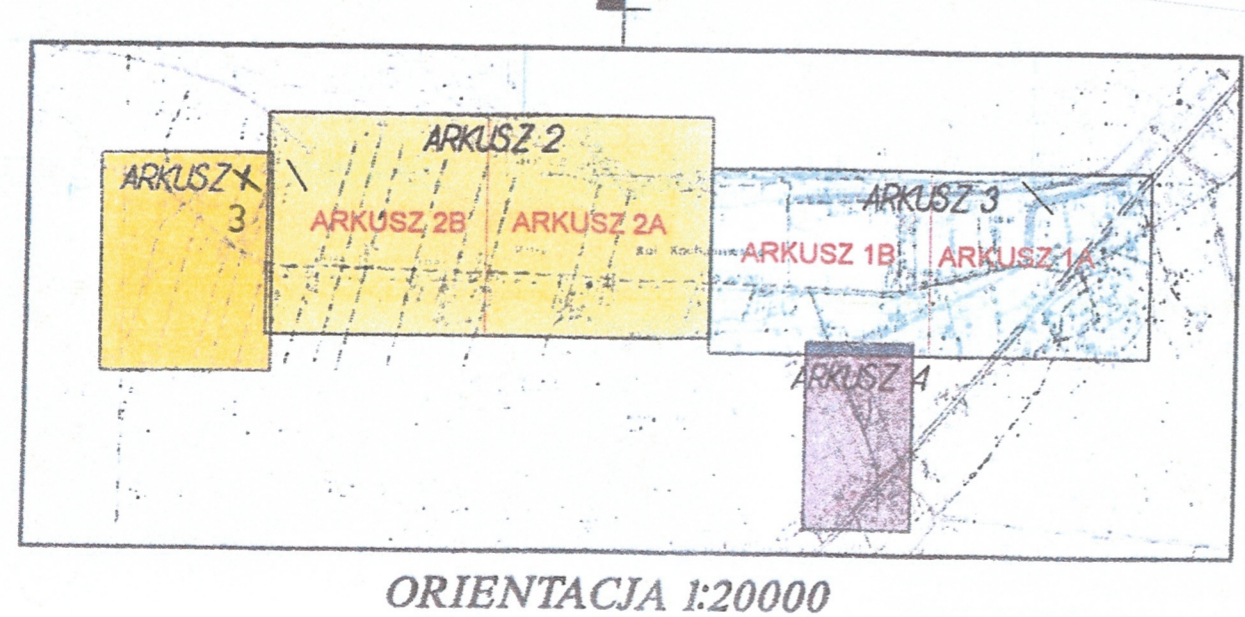 ARKUSZ 2
ARKUSZ 1
3
ARKUSZ 3
ARKUSZ 2B
ARKUSZ 2A
ARKUSZ 1B
ARKUSZ 1A
ARKUSZ 4
ORIENTACJA 1:20000